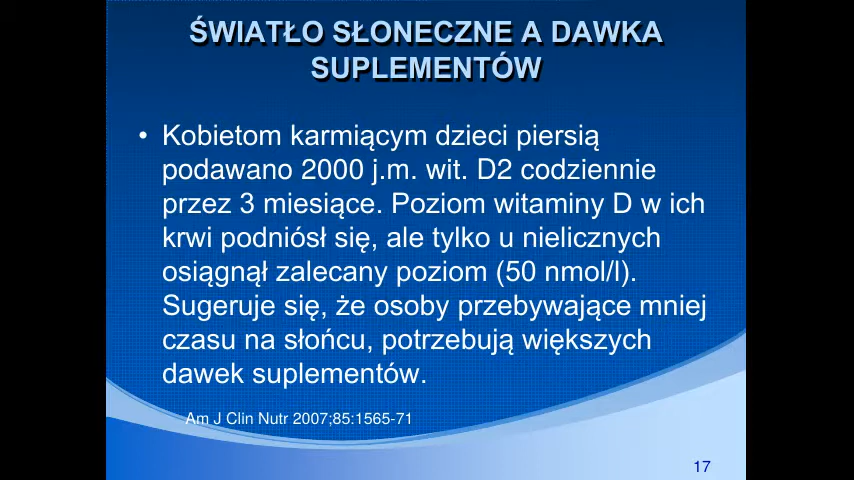 ŚWIATŁO SŁONECZNE A DAWKA
SUPLEMENTÓW
• Kobietom karmiącym dzieci piersią
podawano 2000 j.m. wit. D2 codziennie
przez 3 miesiące. Poziom witaminy D w ich
krwi podniósł się, ale tylko u nielicznych
osiągnął zalecany poziom (50 nmol/l).
Sugeruje się, że osoby przebywające mniej
czasu na słońcu, potrzebują większych
dawek suplementów.
Am J Clin Nutr 2007;85:1565-71
17